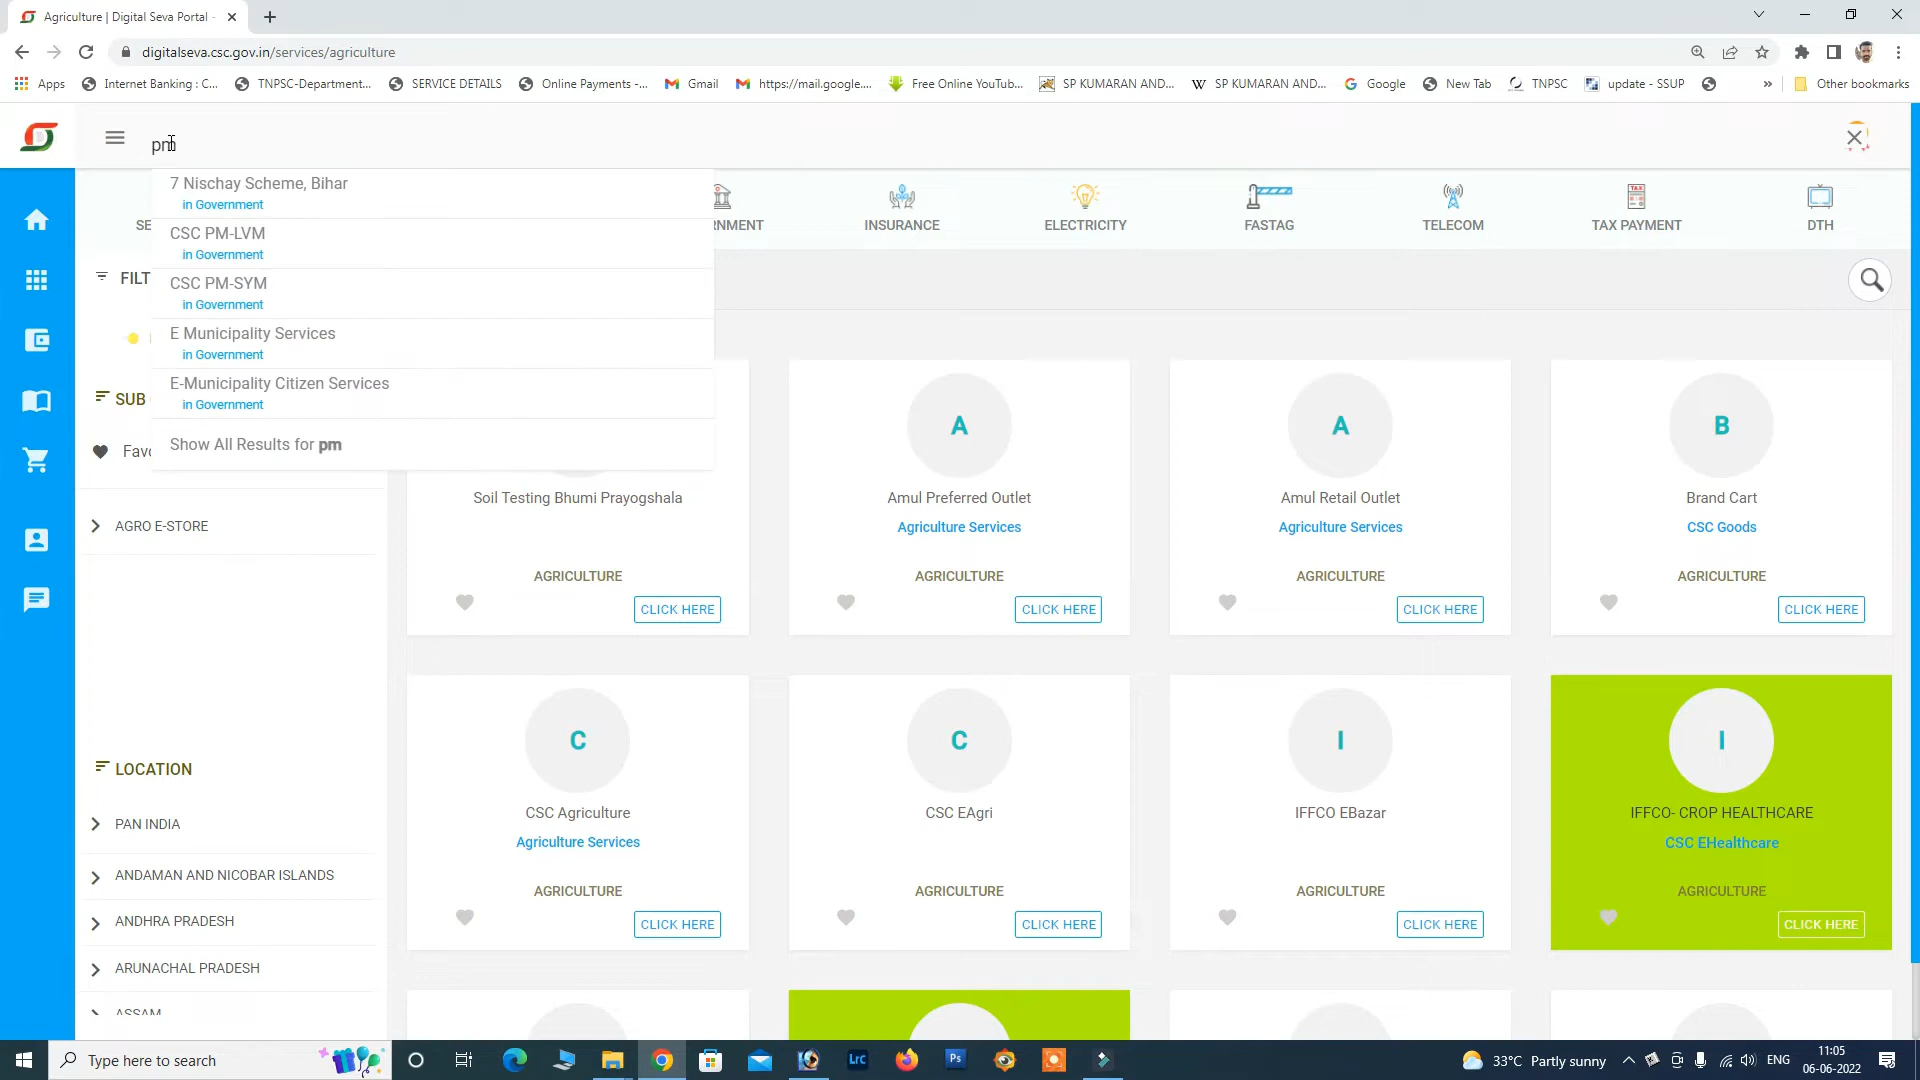 Agriculture | Digital Seva Portal -
digitalseva.csc.gov.in/services/agriculture
Apps
Internet Banking : C...
TNPSC-Department...
SERVICE DETAILS
Online Payments -...
Gmail
https://mail.google....
Free Online YouTub...
SP KUMARAN AND...
SP KUMARAN AND...
Google
New Tab
TNPSC
update - SSUP
»
Other bookmarks
pm
7 Nischay Scheme, Bihar
in Government
CSC PM-LVM
in Government
CSC PM-SYM
in Government
E Municipality Services
in Government
E-Municipality Citizen Services
in Government
Show All Results for pm
SE
RNMENT
INSURANCE
ELECTRICITY
FASTAG
TELECOM
TAX PAYMENT
TAX
DTH
FILT
SUB
Favo
AGRO E-STORE
LOCATION
PAN INDIA
ANDAMAN AND NICOBAR ISLANDS
ANDHRA PRADESH
ARUNACHAL PRADESH
ASSAM
Soil Testing Bhumi Prayogshala
AGRICULTURE
CLICK HERE
A
Amul Preferred Outlet
Agriculture Services
AGRICULTURE
CLICK HERE
A
Amul Retail Outlet
Agriculture Services
AGRICULTURE
CLICK HERE
B
Brand Cart
CSC Goods
AGRICULTURE
CLICK HERE
C
CSC Agriculture
Agriculture Services
AGRICULTURE
CLICK HERE
C
CSC EAgri
AGRICULTURE
CLICK HERE
I
IFFCO EBazar
AGRICULTURE
CLICK HERE
I
IFFCO- CROP HEALTHCARE
CSC EHealthcare
AGRICULTURE
CLICK HERE
Type here to search
Lrc
Ps
33°C Partly sunny
ENG
11:05
06-06-2022